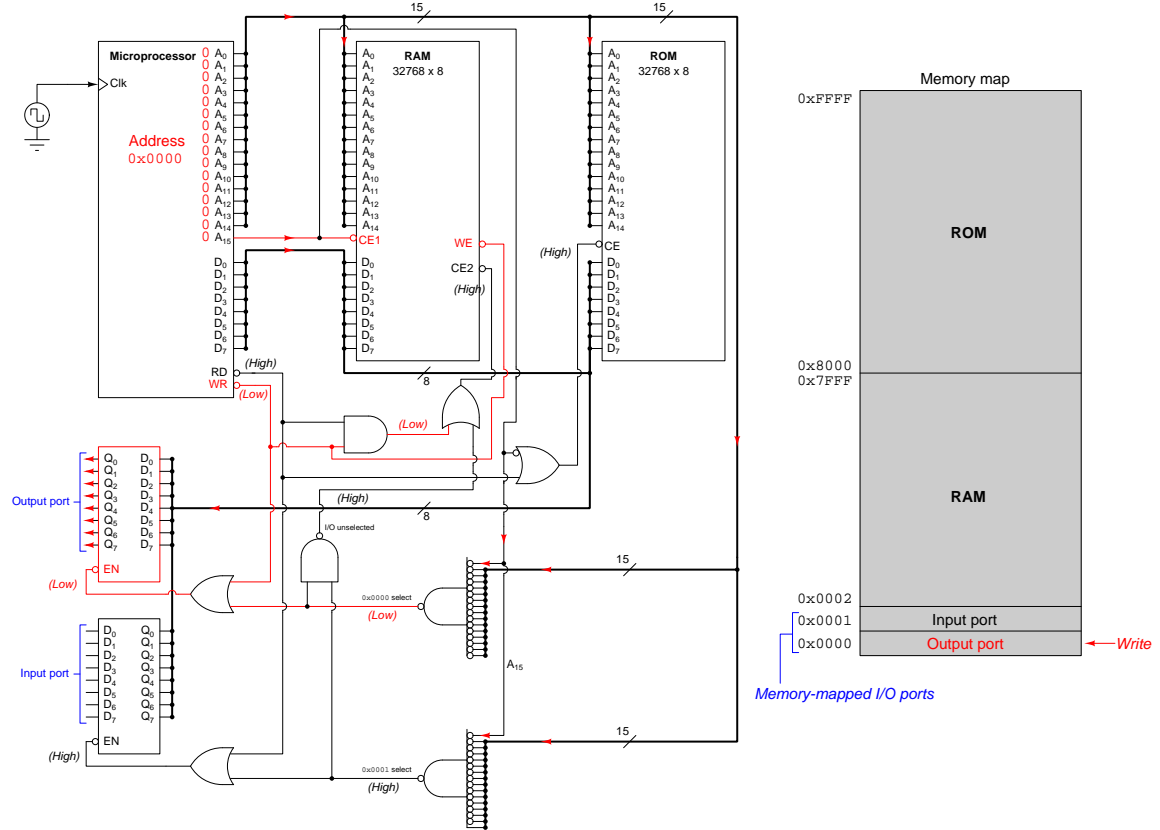 15
15
Microprocessor
Clk
Address
0x0000
0 A0
0 A1
0 A2
0 A3
0 A4
0 A5
0 A6
0 A7
0 A8
0 A9
0 A10
0 A11
0 A12
0 A13
0 A14
0 A15
D0
D1
D2
D3
D4
D5
D6
D7
RD
WR
(High)
(Low)
RAM
32768 x 8
A0
A1
A2
A3
A4
A5
A6
A7
A8
A9
A10
A11
A12
A13
A14
CE1
WE
CE2
(High)
D0
D1
D2
D3
D4
D5
D6
D7
8
ROM
32768 x 8
A0
A1
A2
A3
A4
A5
A6
A7
A8
A9
A10
A11
A12
A13
A14
(High)
CE
D0
D1
D2
D3
D4
D5
D6
D7
(Low)
Output port
Q0 D0
Q1 D1
Q2 D2
Q3 D3
Q4 D4
Q5 D5
Q6 D6
Q7 D7
EN
(Low)
(High)
8
I/O unselected
0x0000 select
(Low)
15
A15
Input port
D0 Q0
D1 Q1
D2 Q2
D3 Q3
D4 Q4
D5 Q5
D6 Q6
D7 Q7
EN
(High)
0x0001 select
(High)
15
Memory map
0xFFFF
ROM
0x8000
0x7FFF
RAM
0x0002
0x0001 Input port
0x0000 Output port
Write
Memory-mapped I/O ports